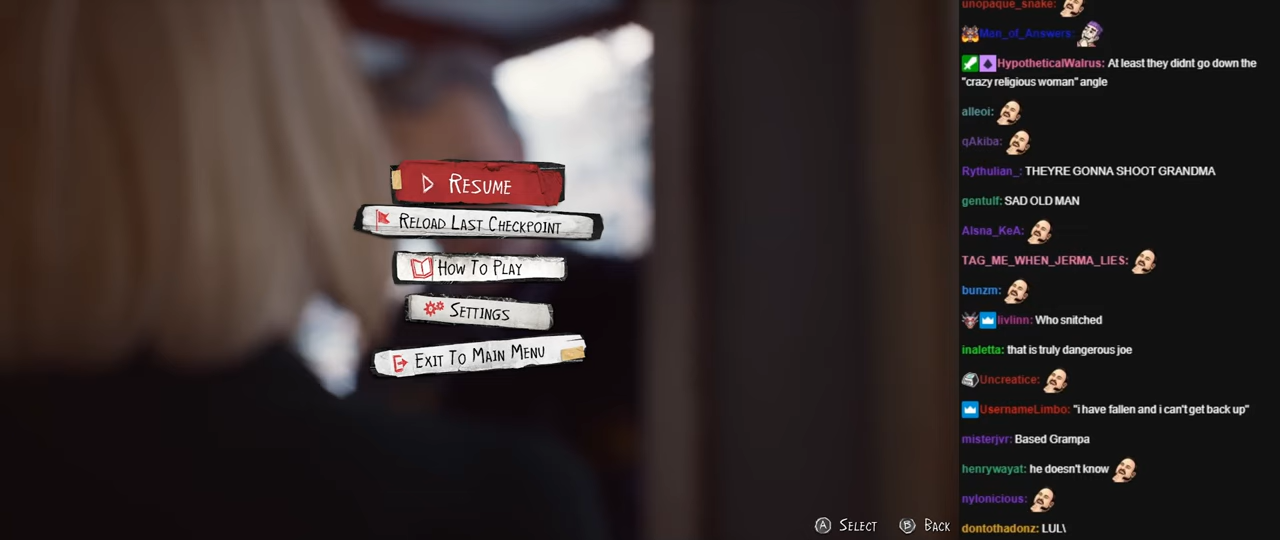 RESUME
RELOAD LAST CHECKPOINT
HOW TO PLAY
SETTINGS
EXIT TO MAIN MENU
A SELECT B BACK
unopaque_snake:
Man_of_Answers:
HypotheticalWalrus: At least they didnt go down the
"crazy religious woman" angle
alleoi:
qAkiba:
Rythulian_: THEYRE GONNA SHOOT GRANDMA
gentulf: SAD OLD MAN
Alsna_KeA:
TAG_ME_WHEN_JERMA_LIES:
bunzm:
livlinn: Who snitched
inaletta: that is truly dangerous joe
Uncreatice:
UsernameLimbo: "i have fallen and i can't get back up"
misterjvr: Based Grampa
henrywayat: he doesn't know
nylonicious:
dontothadonz: LUL\